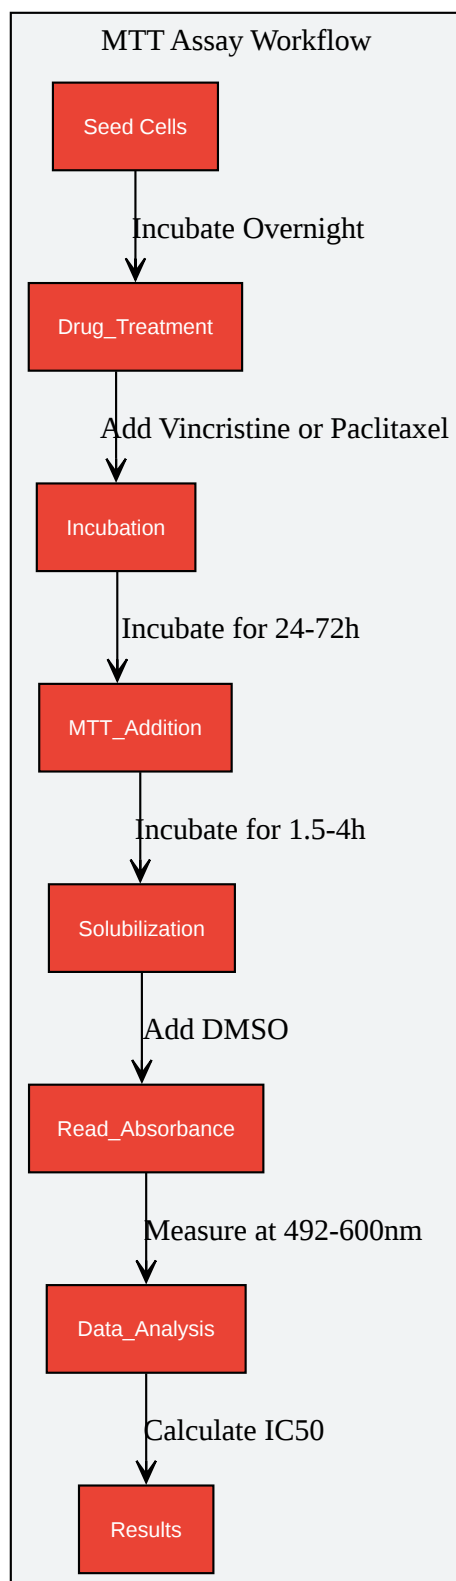 MTT Assay Workflow
Seed Cells
Incubate Overnight
Drug_Treatment
Add Vincristine or Paclitaxel
Incubation
Incubate for 24-72h
MTT_Addition
Incubate for 1.5-4h
Solubilization
Add DMSO
Read_Absorbance
Measure at 492-600nm
Data_Analysis
Calculate IC50
Results